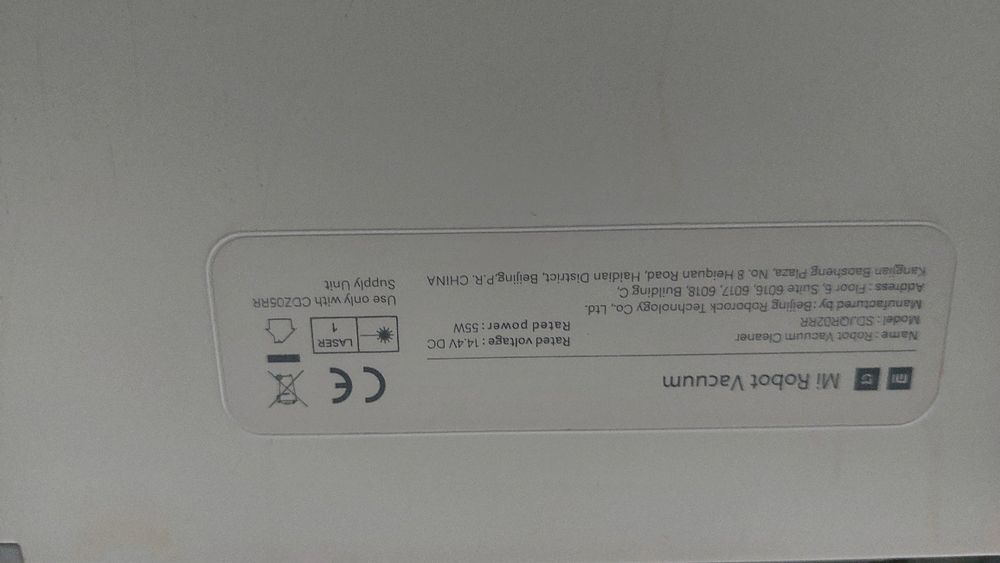 mi Mi Robot Vacuum
Name : Robot Vacuum Cleaner
Model : SDJQR02RR
Manufactured by : Beijing Roborock Technology Co., Ltd.
Address : Floor 6, Suite 6016, 6017, 6018, Building C,
Kangjian Baosheng Plaza, No. 8 Heiquan Road, Haidian District, Beijing,P.R. CHINA
Rated voltage : 14.4V DC
Rated power : 55W
CE
LASER
1
Use only with CDZ05RR
Supply Unit